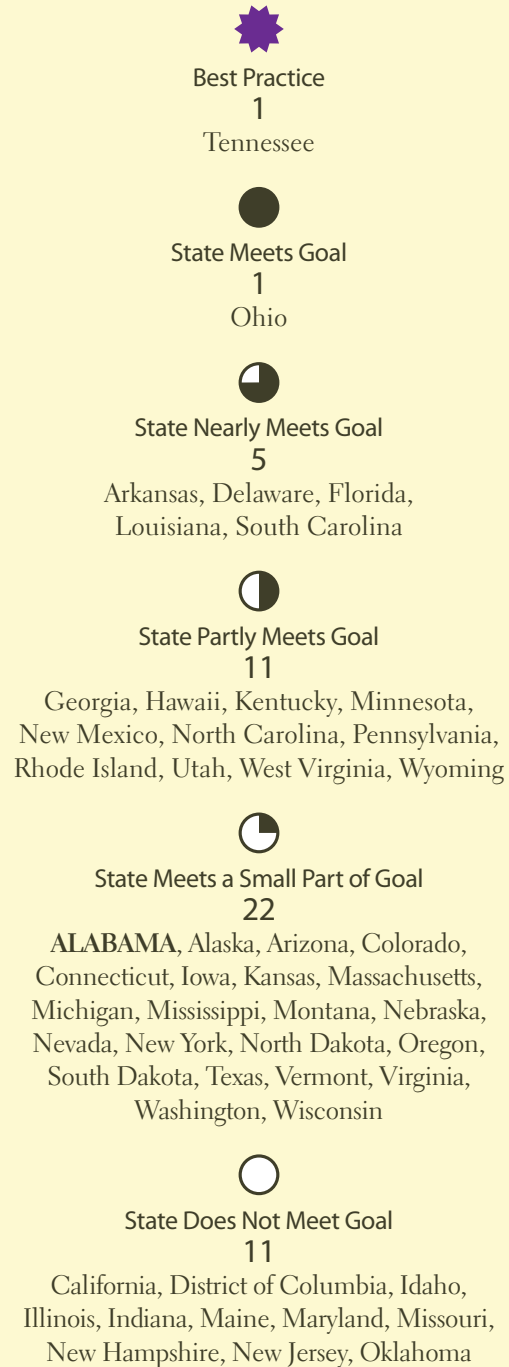 Best Practice
1
Tennessee
State Meets Goal
1
Ohio
State Nearly Meets Goal
5
Arkansas, Delaware, Florida,
Louisiana, South Carolina
State Partly Meets Goal
11
Georgia, Hawaii, Kentucky, Minnesota,
New Mexico, North Carolina, Pennsylvania,
Rhode Island, Utah, West Virginia, Wyoming
State Meets a Small Part of Goal
22
ALABAMA, Alaska, Arizona, Colorado,
Connecticut, Iowa, Kansas, Massachusetts,
Michigan, Mississippi, Montana, Nebraska,
Nevada, New York, North Dakota, Oregon,
South Dakota, Texas, Vermont, Virginia,
Washington, Wisconsin
State Does Not Meet Goal
11
California, District of Columbia, Idaho,
Illinois, Indiana, Maine, Maryland, Missouri,
New Hampshire, New Jersey, Oklahoma